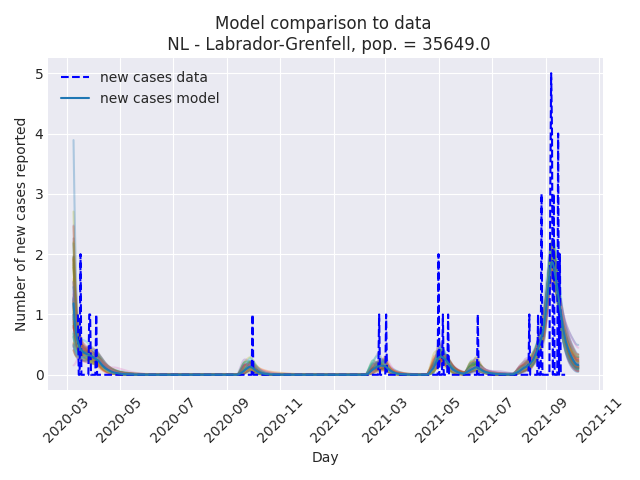 Model comparison to data
NL - Labrador-Grenfell, pop. = 35649.0
new cases data
new cases model
Number of new cases reported
5
4
3
2
1
0
2020-03
2020-05
2020-07
2020-09
2020-11
2021-01
2021-03
2021-05
2021-07
2021-09
2021-11
Day